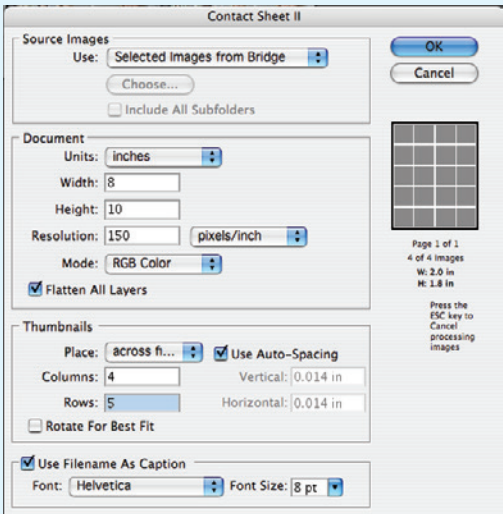 Contact Sheet II
Source Images
Use: Selected Images from Bridge
Choose...
Include All Subfolders
OK
Cancel
Document
Units: inches
Width: 8
Height: 10
Resolution: 150 pixels/inch
Mode: RGB Color
Flatten All Layers
Page 1 of 1
4 of 4 Images
W: 2.0 in
H: 1.8 in
Press the
ESC key to
Cancel
processing
images
Thumbnails
Place: across fi... Use Auto-Spacing
Columns: 4 Vertical: 0.014 in
Rows: 5 Horizontal: 0.014 in
Rotate For Best Fit
Use Filename As Caption
Font: Helvetica Font Size: 8 pt